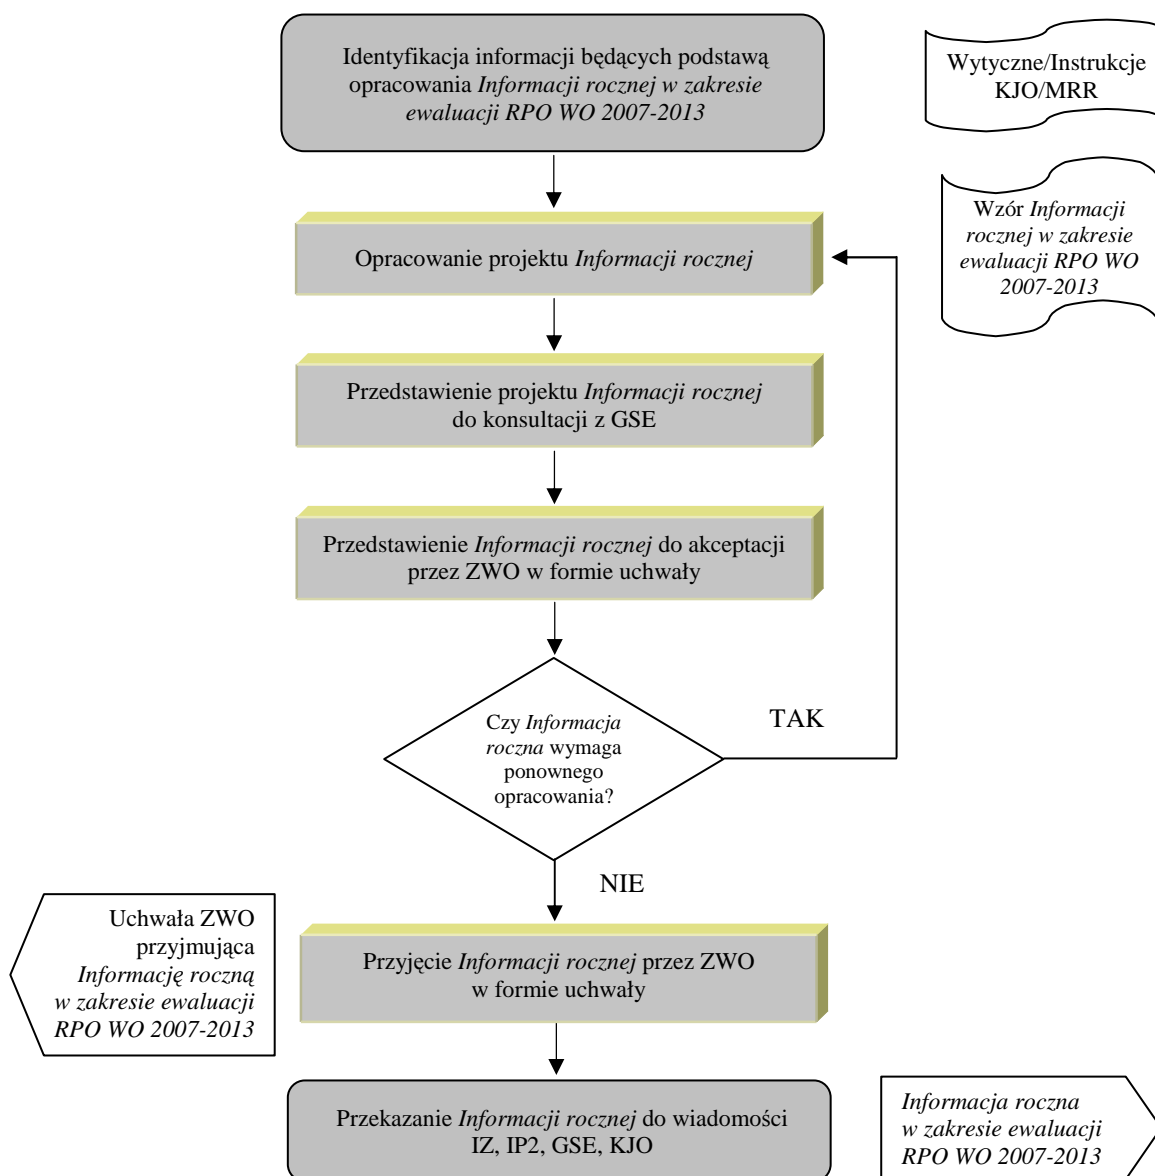 Identyfikacja informacji będących podstawą
opracowania Informacji rocznej w zakresie
ewaluacji RPO WO 2007-2013
Wytyczne/Instrukcje
KJO/MRR
Wzór Informacji
rocznej w zakresie
ewaluacji RPO WO
2007-2013
Opracowanie projektu Informacji rocznej
Przedstawienie projektu Informacji rocznej
do konsultacji z GSE
Przedstawienie Informacji rocznej do akceptacji
przez ZWO w formie uchwały
Czy Informacja
roczna wymaga
ponownego
opracowania?
TAK
NIE
Uchwała ZWO
przyjmująca
Informację roczną
w zakresie ewaluacji
RPO WO 2007-2013
Przyjęcie Informacji rocznej przez ZWO
w formie uchwały
Przekazanie Informacji rocznej do wiadomości
IZ, IP2, GSE, KJO
Informacja roczna
w zakresie ewaluacji
RPO WO 2007-2013